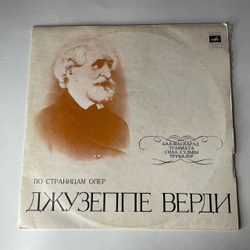 БАЛ-МАСКАРАД
ТРАВИАТА
СИЛА СУДЬБЫ
ТРУБАДУР
ПО СТРАНИЦАМ ОПЕР
ДЖУЗЕППЕ ВЕРДИ